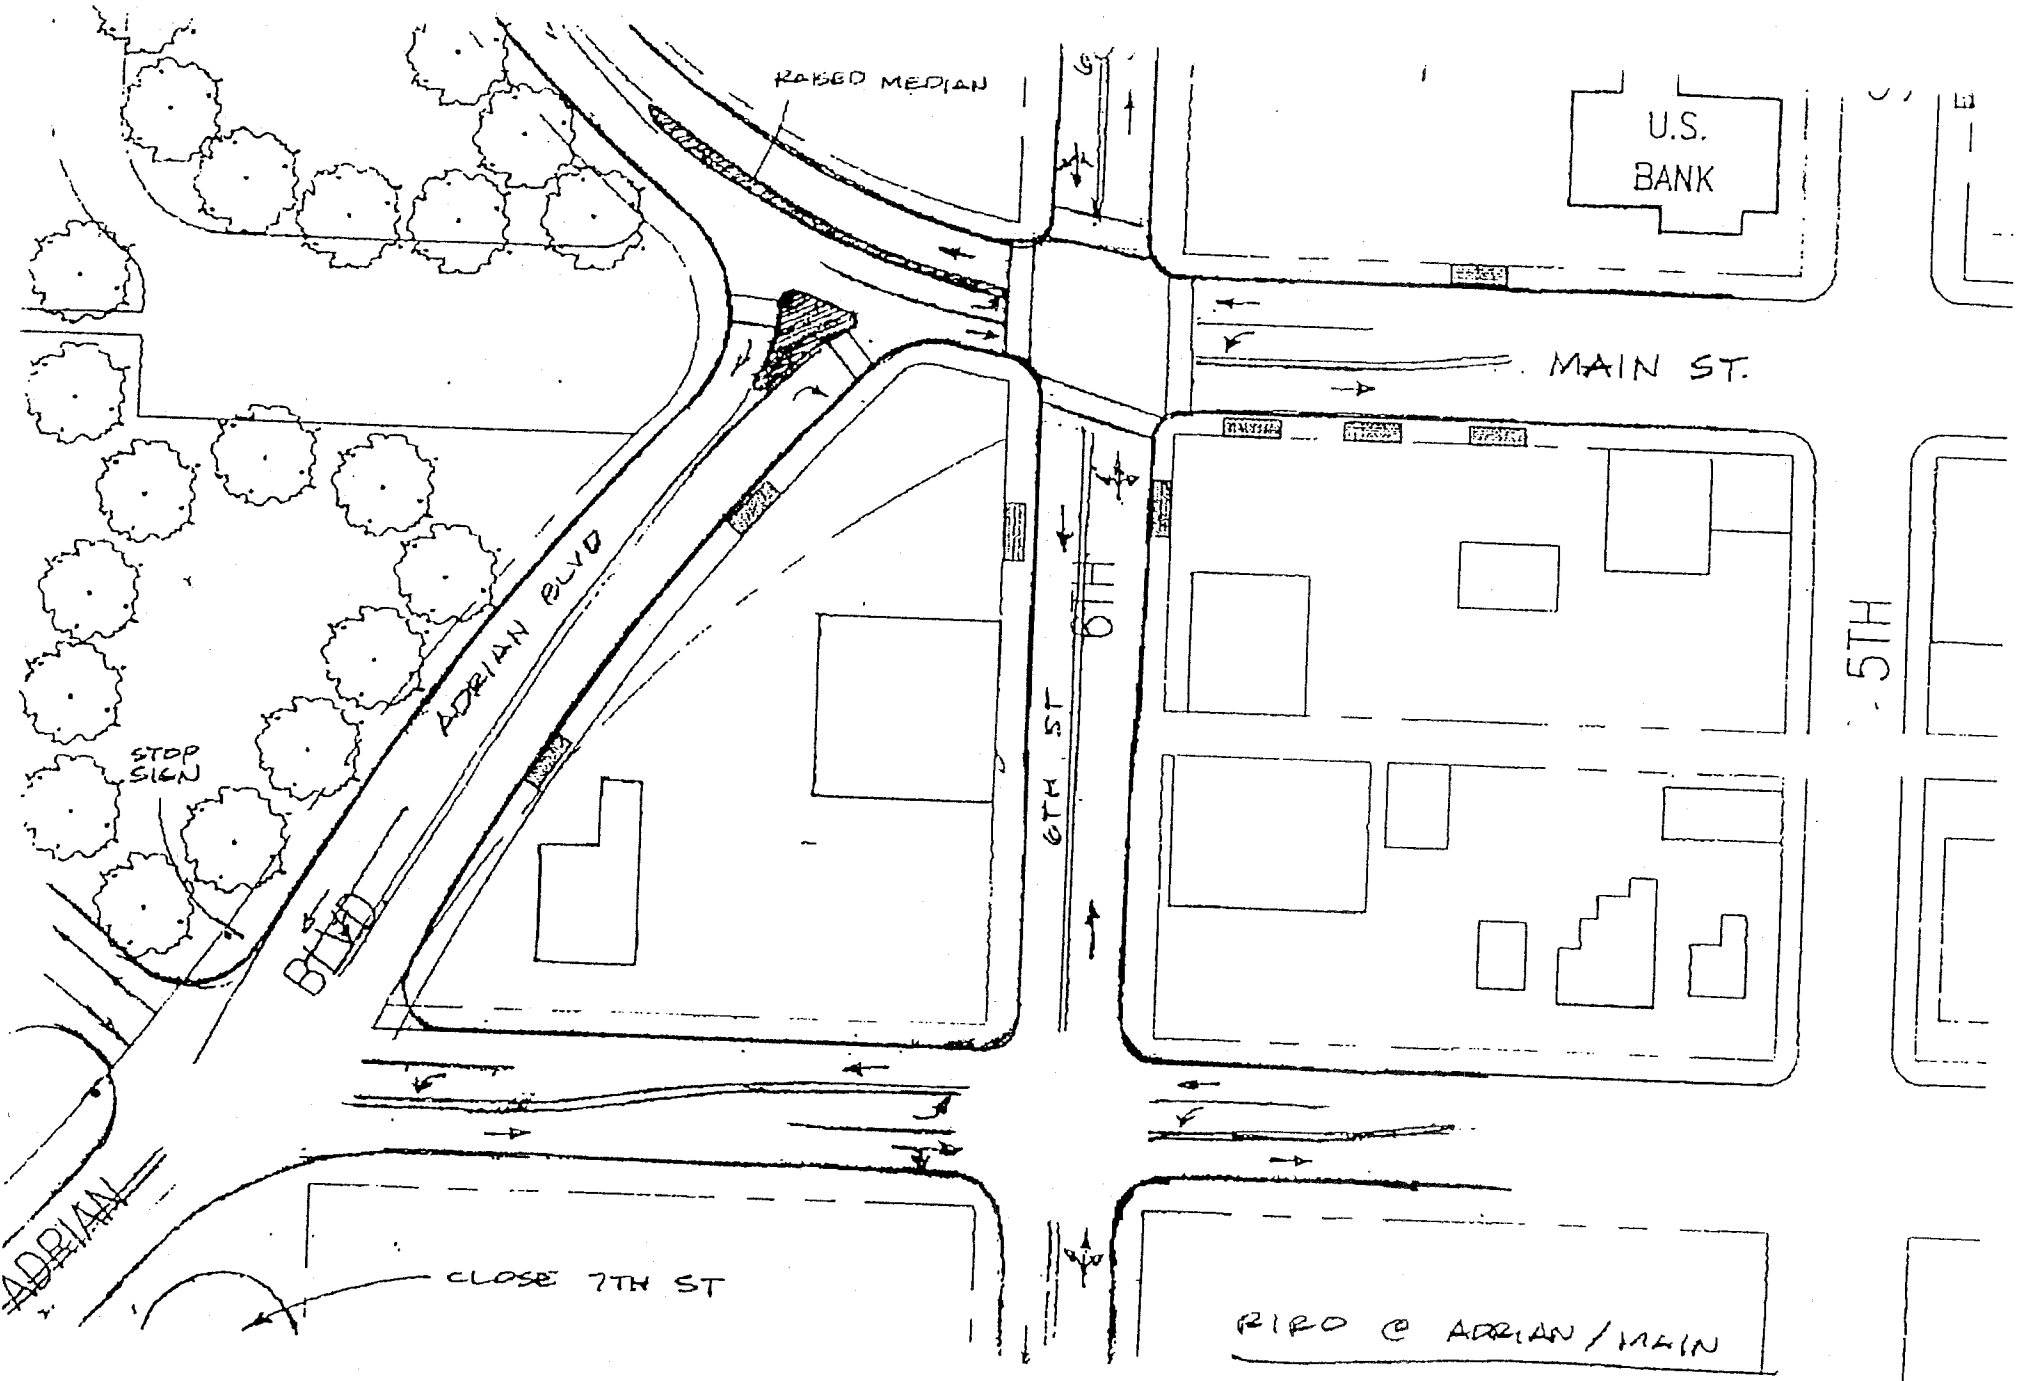 RAISED MEDIAN
U.S.
BANK
MAIN ST.
ADRIAN BLVD
6TH
5TH
6TH ST
STOP
SIGN
BLVD
ADRIAN
CLOSE 7TH ST
RIRO @ ADRIAN/MAIN